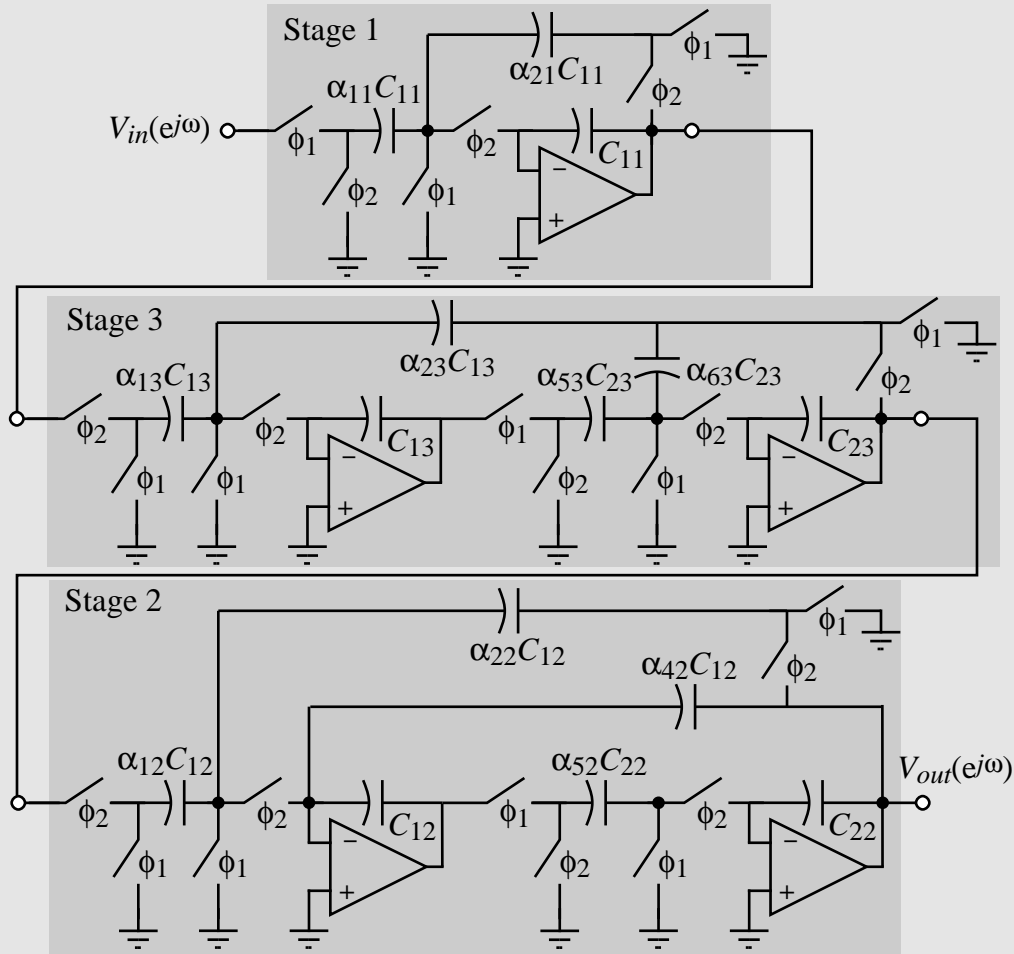 Stage 1
ϕ1
α21C11
α11C11
ϕ2
Vin(ejω)
ϕ1
ϕ2
C11
−
ϕ2
ϕ1
+
Stage 3
ϕ1
α23C13
α13C13
α53C23
α63C23
ϕ2
ϕ2
ϕ2
C13
ϕ1
ϕ2
C23
−
−
ϕ1
ϕ1
ϕ2
ϕ1
+
+
Stage 2
ϕ1
α22C12
α42C12
ϕ2
α12C12
α52C22
Vout(ejω)
ϕ2
ϕ2
C12
ϕ1
ϕ2
C22
−
−
ϕ1
ϕ1
ϕ2
ϕ1
+
+